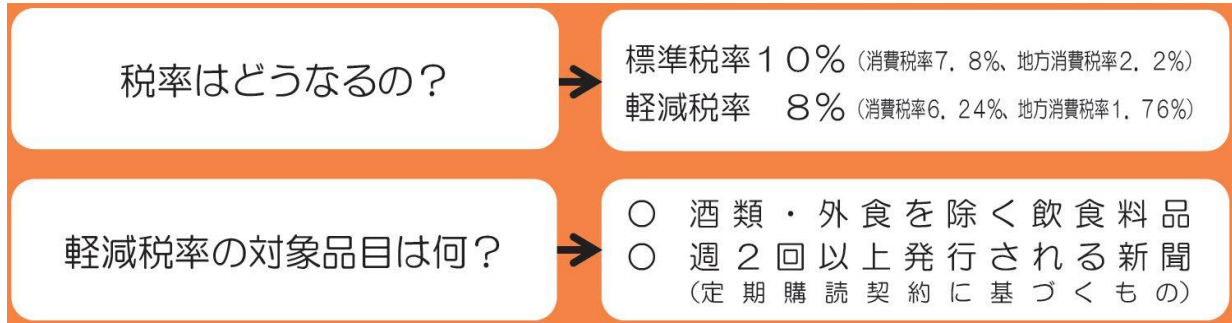 税率はどうなるの？
標準税率１０％（消費税率７．８％、地方消費税率２．２％）
軽減税率　８％（消費税率６．２４％、地方消費税率１．７６％）
軽減税率の対象品目は何？
○　酒類・外食を除く飲食料品
○　週２回以上発行される新聞
（定期購読契約に基づくもの）